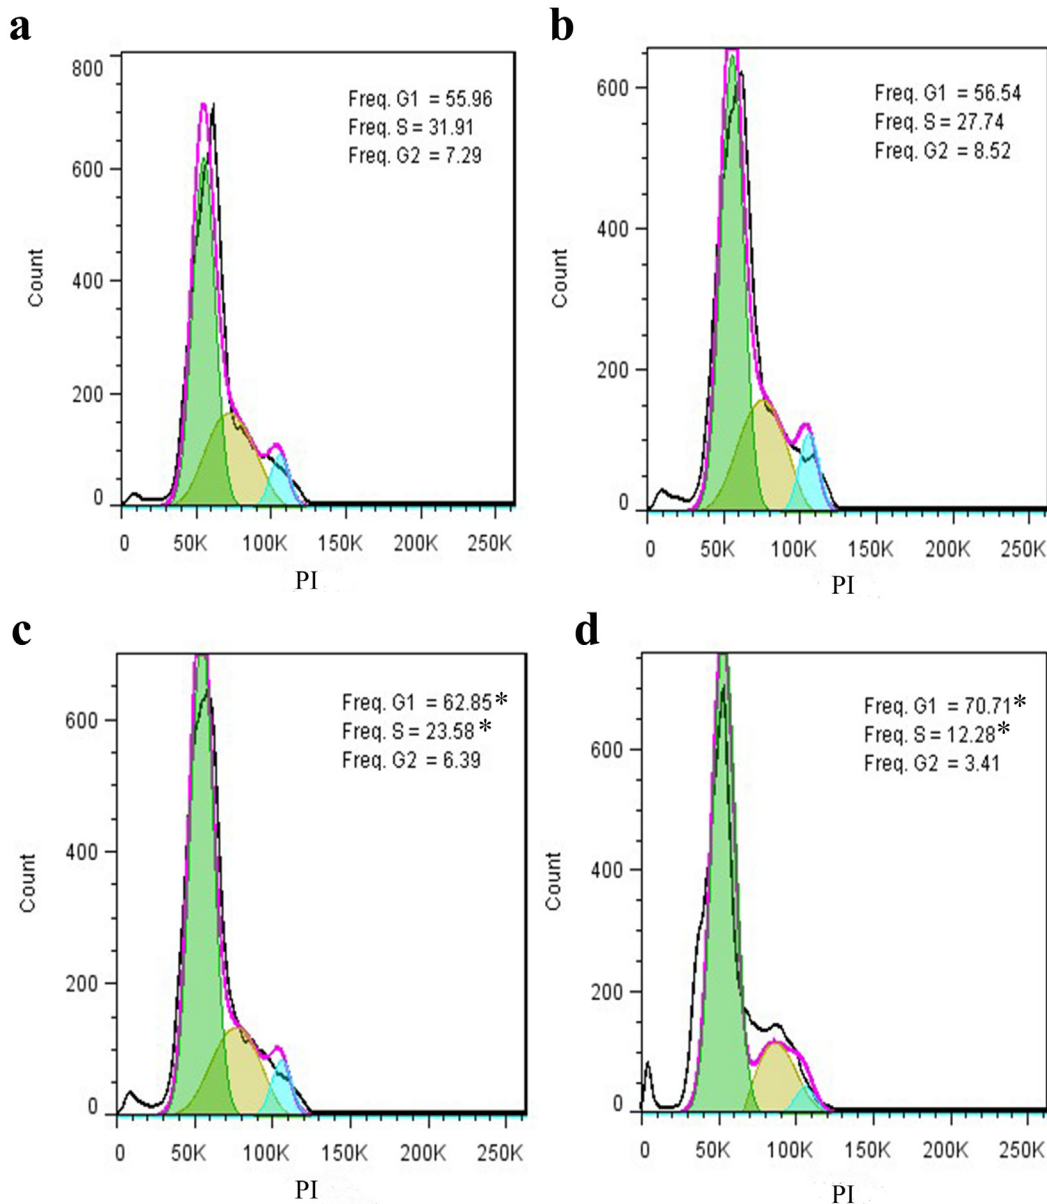 a
800
600
400
200
0
Count
Freq. G1 = 55.96
Freq. S = 31.91
Freq. G2 = 7.29
0 50K 100K 150K 200K 250K
PI
b
600
400
200
0
Count
Freq. G1 = 56.54
Freq. S = 27.74
Freq. G2 = 8.52
0 50K 100K 150K 200K 250K
PI
c
600
400
200
0
Count
Freq. G1 = 62.85*
Freq. S = 23.58*
Freq. G2 = 6.39
0 50K 100K 150K 200K 250K
PI
d
600
400
200
0
Count
Freq. G1 = 70.71*
Freq. S = 12.28*
Freq. G2 = 3.41
0 50K 100K 150K 200K 250K
PI